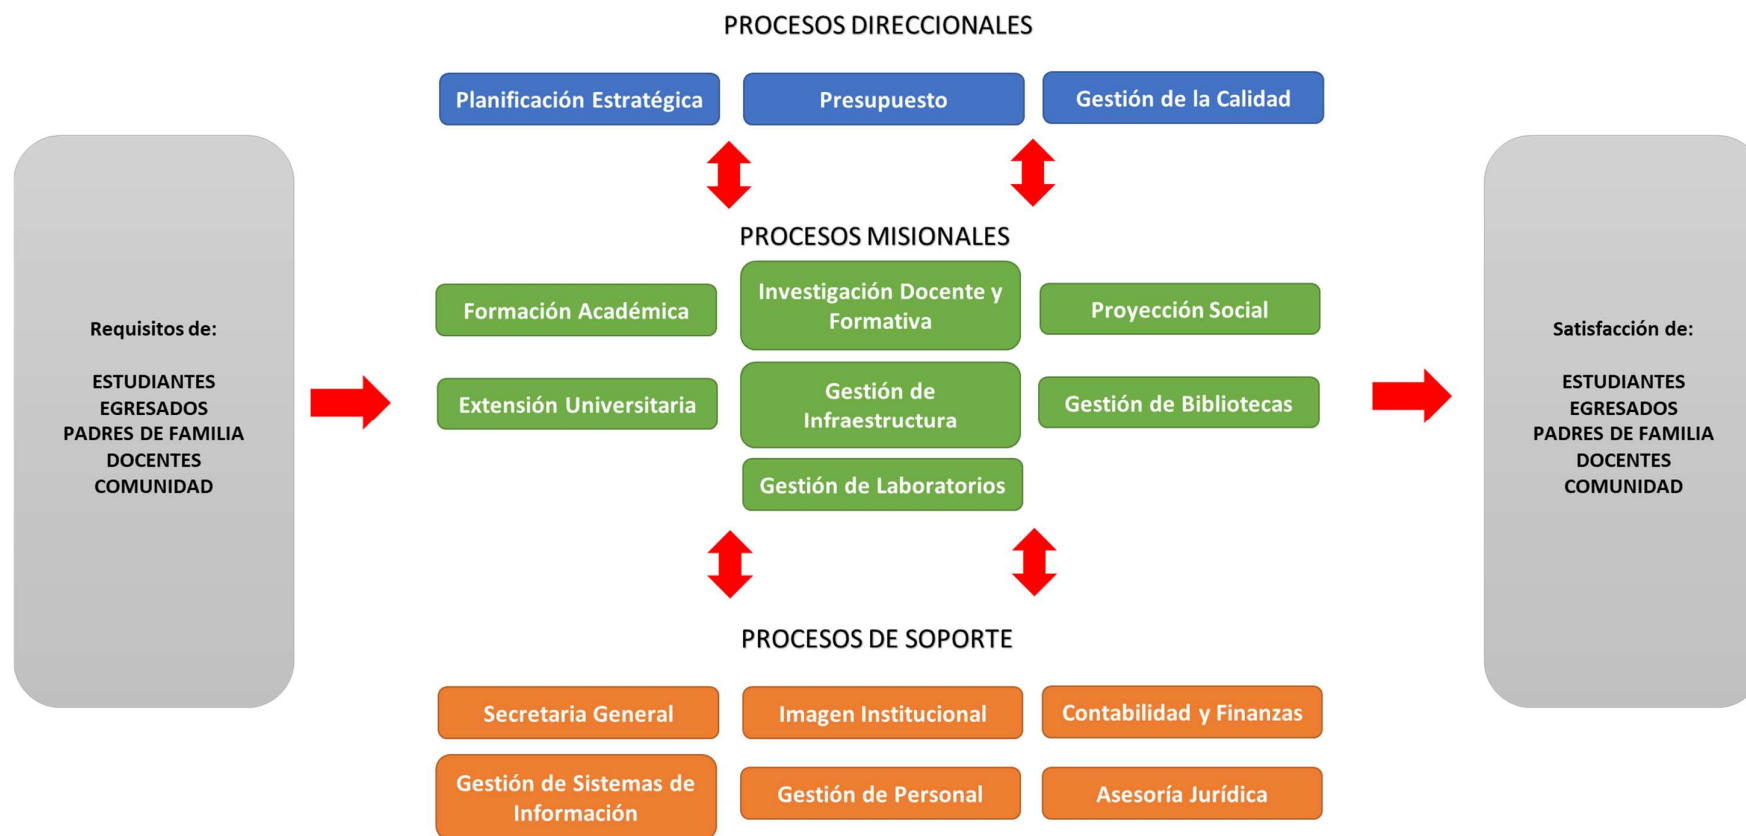 PROCESOS DIRECCIONALES
Planificación Estratégica
Presupuesto
Gestión de la Calidad
Requisitos de:
ESTUDIANTES
EGRESADOS
PADRES DE FAMILIA
DOCENTES
COMUNIDAD
PROCESOS MISIONALES
Formación Académica
Investigación Docente y
Formativa
Proyección Social
Extensión Universitaria
Gestión de
Infraestructura
Gestión de Bibliotecas
Gestión de Laboratorios
PROCESOS DE SOPORTE
Secretaria General
Imagen Institucional
Contabilidad y Finanzas
Gestión de Sistemas de
Información
Gestión de Personal
Asesoría Jurídica
Satisfacción de:
ESTUDIANTES
EGRESADOS
PADRES DE FAMILIA
DOCENTES
COMUNIDAD